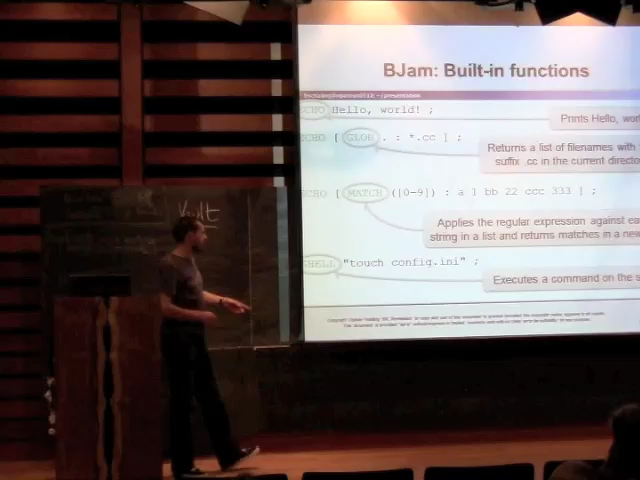 BJam: Built-in functions
ECHO Hello, world! ;
Prints Hello, wor
ECHO [ GLOB . : *.cc ] ;
Returns a list of filenames with
suffix .cc in the current directo
ECHO [ MATCH ([0-9]) : a 1 bb 22 ccc 333 ] ;
Applies the regular expression against ea
string in a list and returns matches in a new
SHELL "touch config.ini" ;
Executes a command on the s